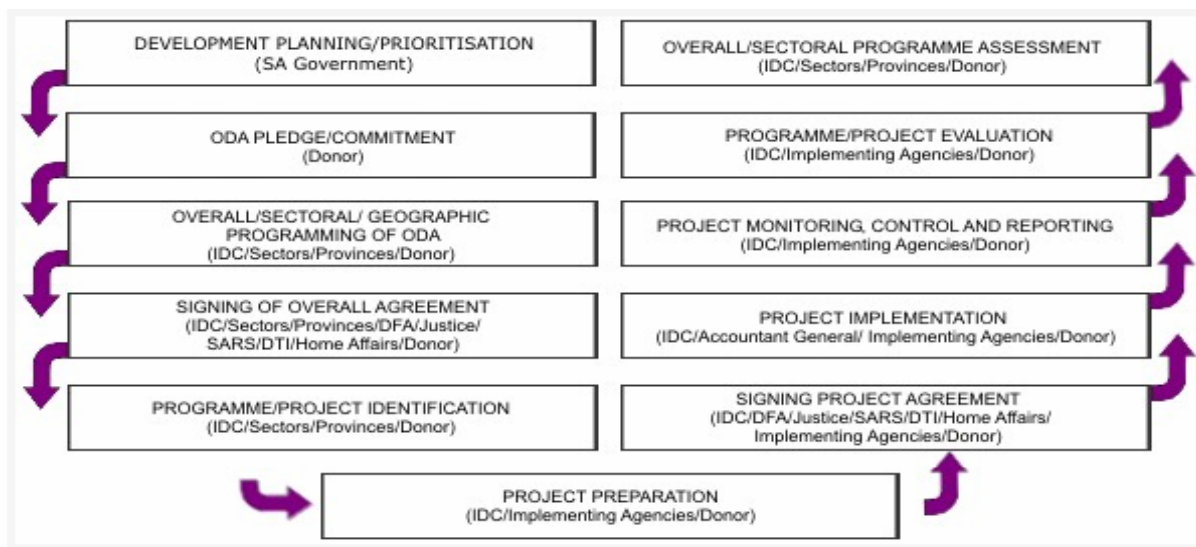 DEVELOPMENT PLANNING/PRIORITISATION
(SA Government)
ODA PLEDGE/COMMITMENT
(Donor)
OVERALL/SECTORAL/ GEOGRAPHIC
PROGRAMMING OF ODA
(IDC/Sectors/Provinces/Donor)
SIGNING OF OVERALL AGREEMENT
(IDC/Sectors/Provinces/DFA/Justice/
SARS/DTI/Home Affairs/Donor)
PROGRAMME/PROJECT IDENTIFICATION
(IDC/Sectors/Provinces/Donor)
PROJECT PREPARATION
(IDC/Implementing Agencies/Donor)
SIGNING PROJECT AGREEMENT
(IDC/DFA/Justice/SARS/DTI/Home Affairs/
Implementing Agencies/Donor)
PROJECT IMPLEMENTATION
(IDC/Accountant General/ Implementing Agencies/Donor)
PROJECT MONITORING, CONTROL AND REPORTING
(IDC/Implementing Agencies/Donor)
PROGRAMME/PROJECT EVALUATION
(IDC/Implementing Agencies/Donor)
OVERALL/SECTORAL PROGRAMME ASSESSMENT
(IDC/Sectors/Provinces/Donor)